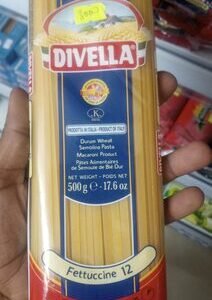 DIVELLA
K
PRODOTTO IN ITALIA - PRODUCT OF ITALY
Durum Wheat
Semolina Pasta
Macaroni Product
Pâtes Alimentaires
de Semoule de Blé Dur
NET WEIGHT - POIDS NET
500 g e - 17.6 oz
Fettuccine 12